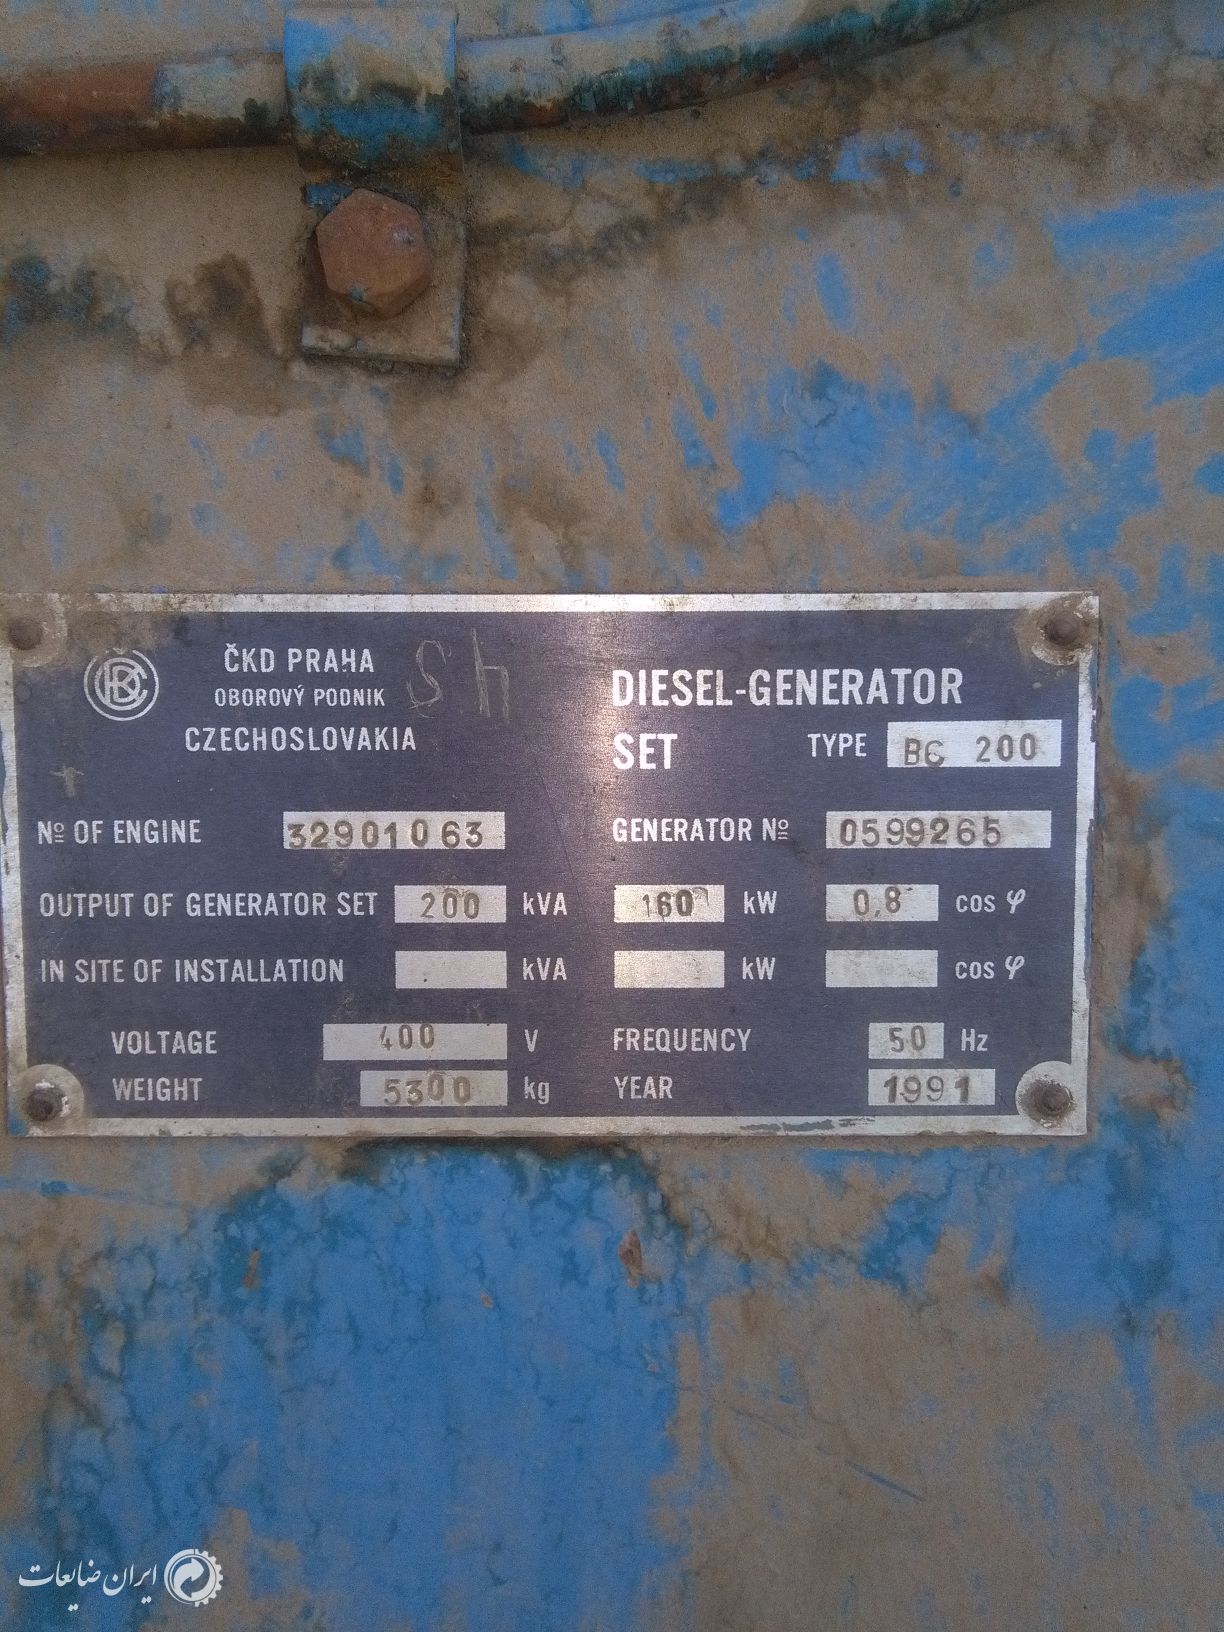 ČKD PRAHA
OBOROVÝ PODNIK
CZECHOSLOVAKIA
DIESEL-GENERATOR
SET TYPE BC 200
№ OF ENGINE 32901063 GENERATOR № 0599265
OUTPUT OF GENERATOR SET 200 kVA 160 kW 0,8 cos φ
IN SITE OF INSTALLATION kVA kW cos φ
VOLTAGE 400 V FREQUENCY 50 Hz
WEIGHT 5300 kg YEAR 1991
ایران ضایعات